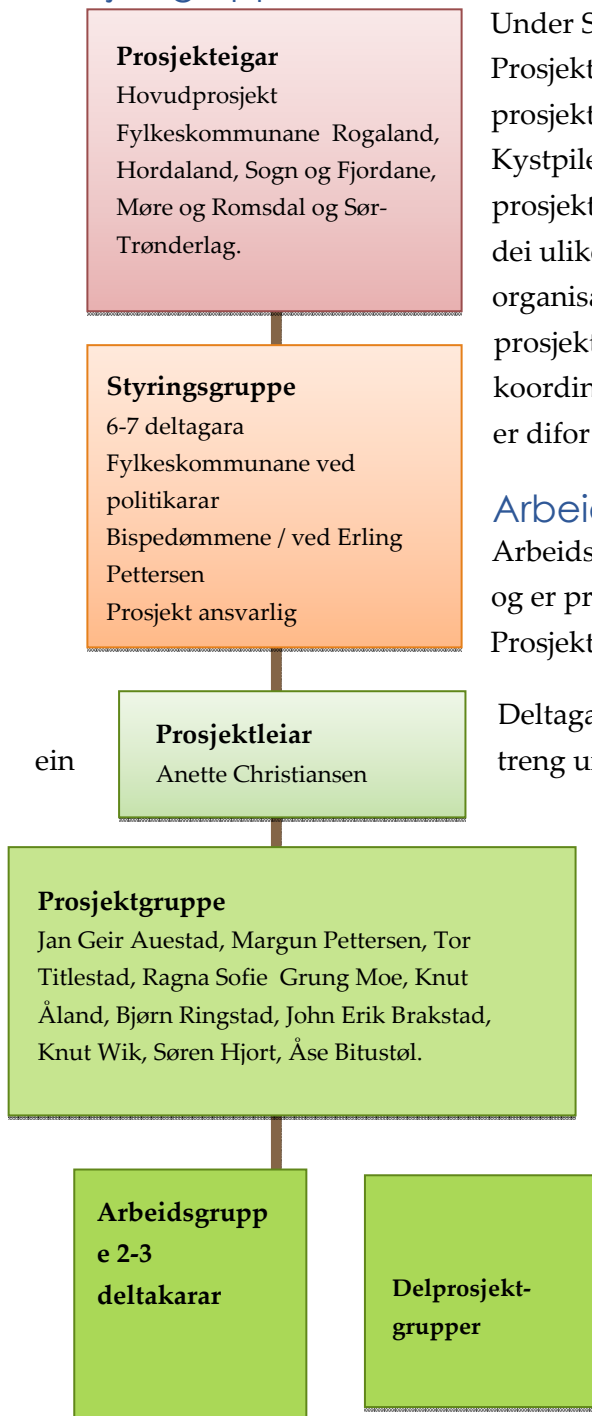 Prosjekteigar
Hovudprosjekt
Fylkeskommunane Rogaland,
Hordaland, Sogn og Fjordane,
Møre og Romsdal og Sør-
Trønderlag.
Styringsgruppe
6-7 deltagara
Fylkeskommunane ved
politikarar
Bispedømmene / ved Erling
Pettersen
Prosjekt ansvarlig
Prosjektleiar
Anette Christiansen
ein
Prosjektgruppe
Jan Geir Auestad, Margun Pettersen, Tor
Titlestad, Ragna Sofie Grung Moe, Knut
Åland, Bjørn Ringstad, John Erik Brakstad,
Knut Wik, Søren Hjort, Åse Bitustøl.
Arbeidsgrupp
e 2-3
deltakarar
Delprosjekt-
grupper
Under S
Prosjekt
prosjekt
Kystpile
prosjekt
dei ulike
organisa
prosjekt
koordin
er difor
Arbeid
Arbeids
og er pr
Prosjekt
Deltaga
treng u